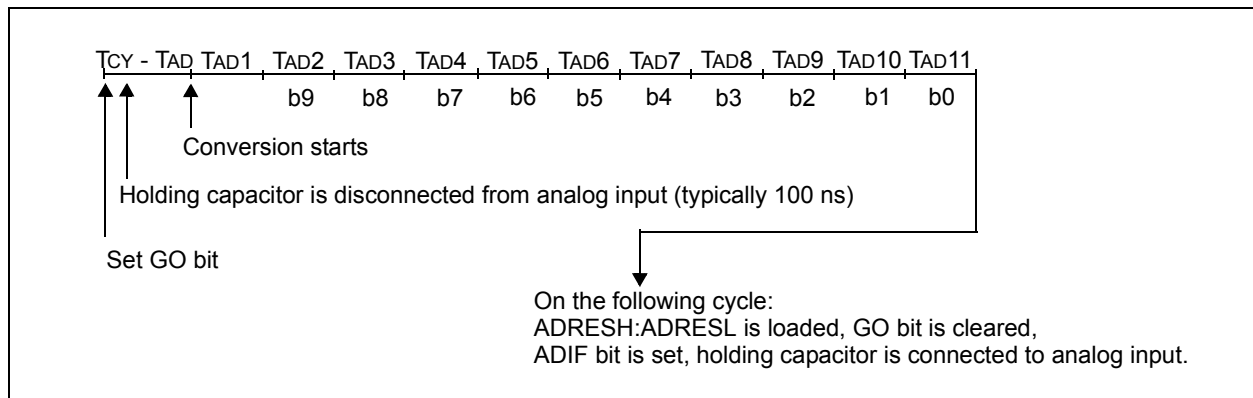 TCY - TAD TAD1 TAD2 TAD3 TAD4 TAD5 TAD6 TAD7 TAD8 TAD9 TAD10 TAD11
b9 b8 b7 b6 b5 b4 b3 b2 b1 b0
Conversion starts
Holding capacitor is disconnected from analog input (typically 100 ns)
Set GO bit
On the following cycle:
ADRESH:ADRESL is loaded, GO bit is cleared,
ADIF bit is set, holding capacitor is connected to analog input.